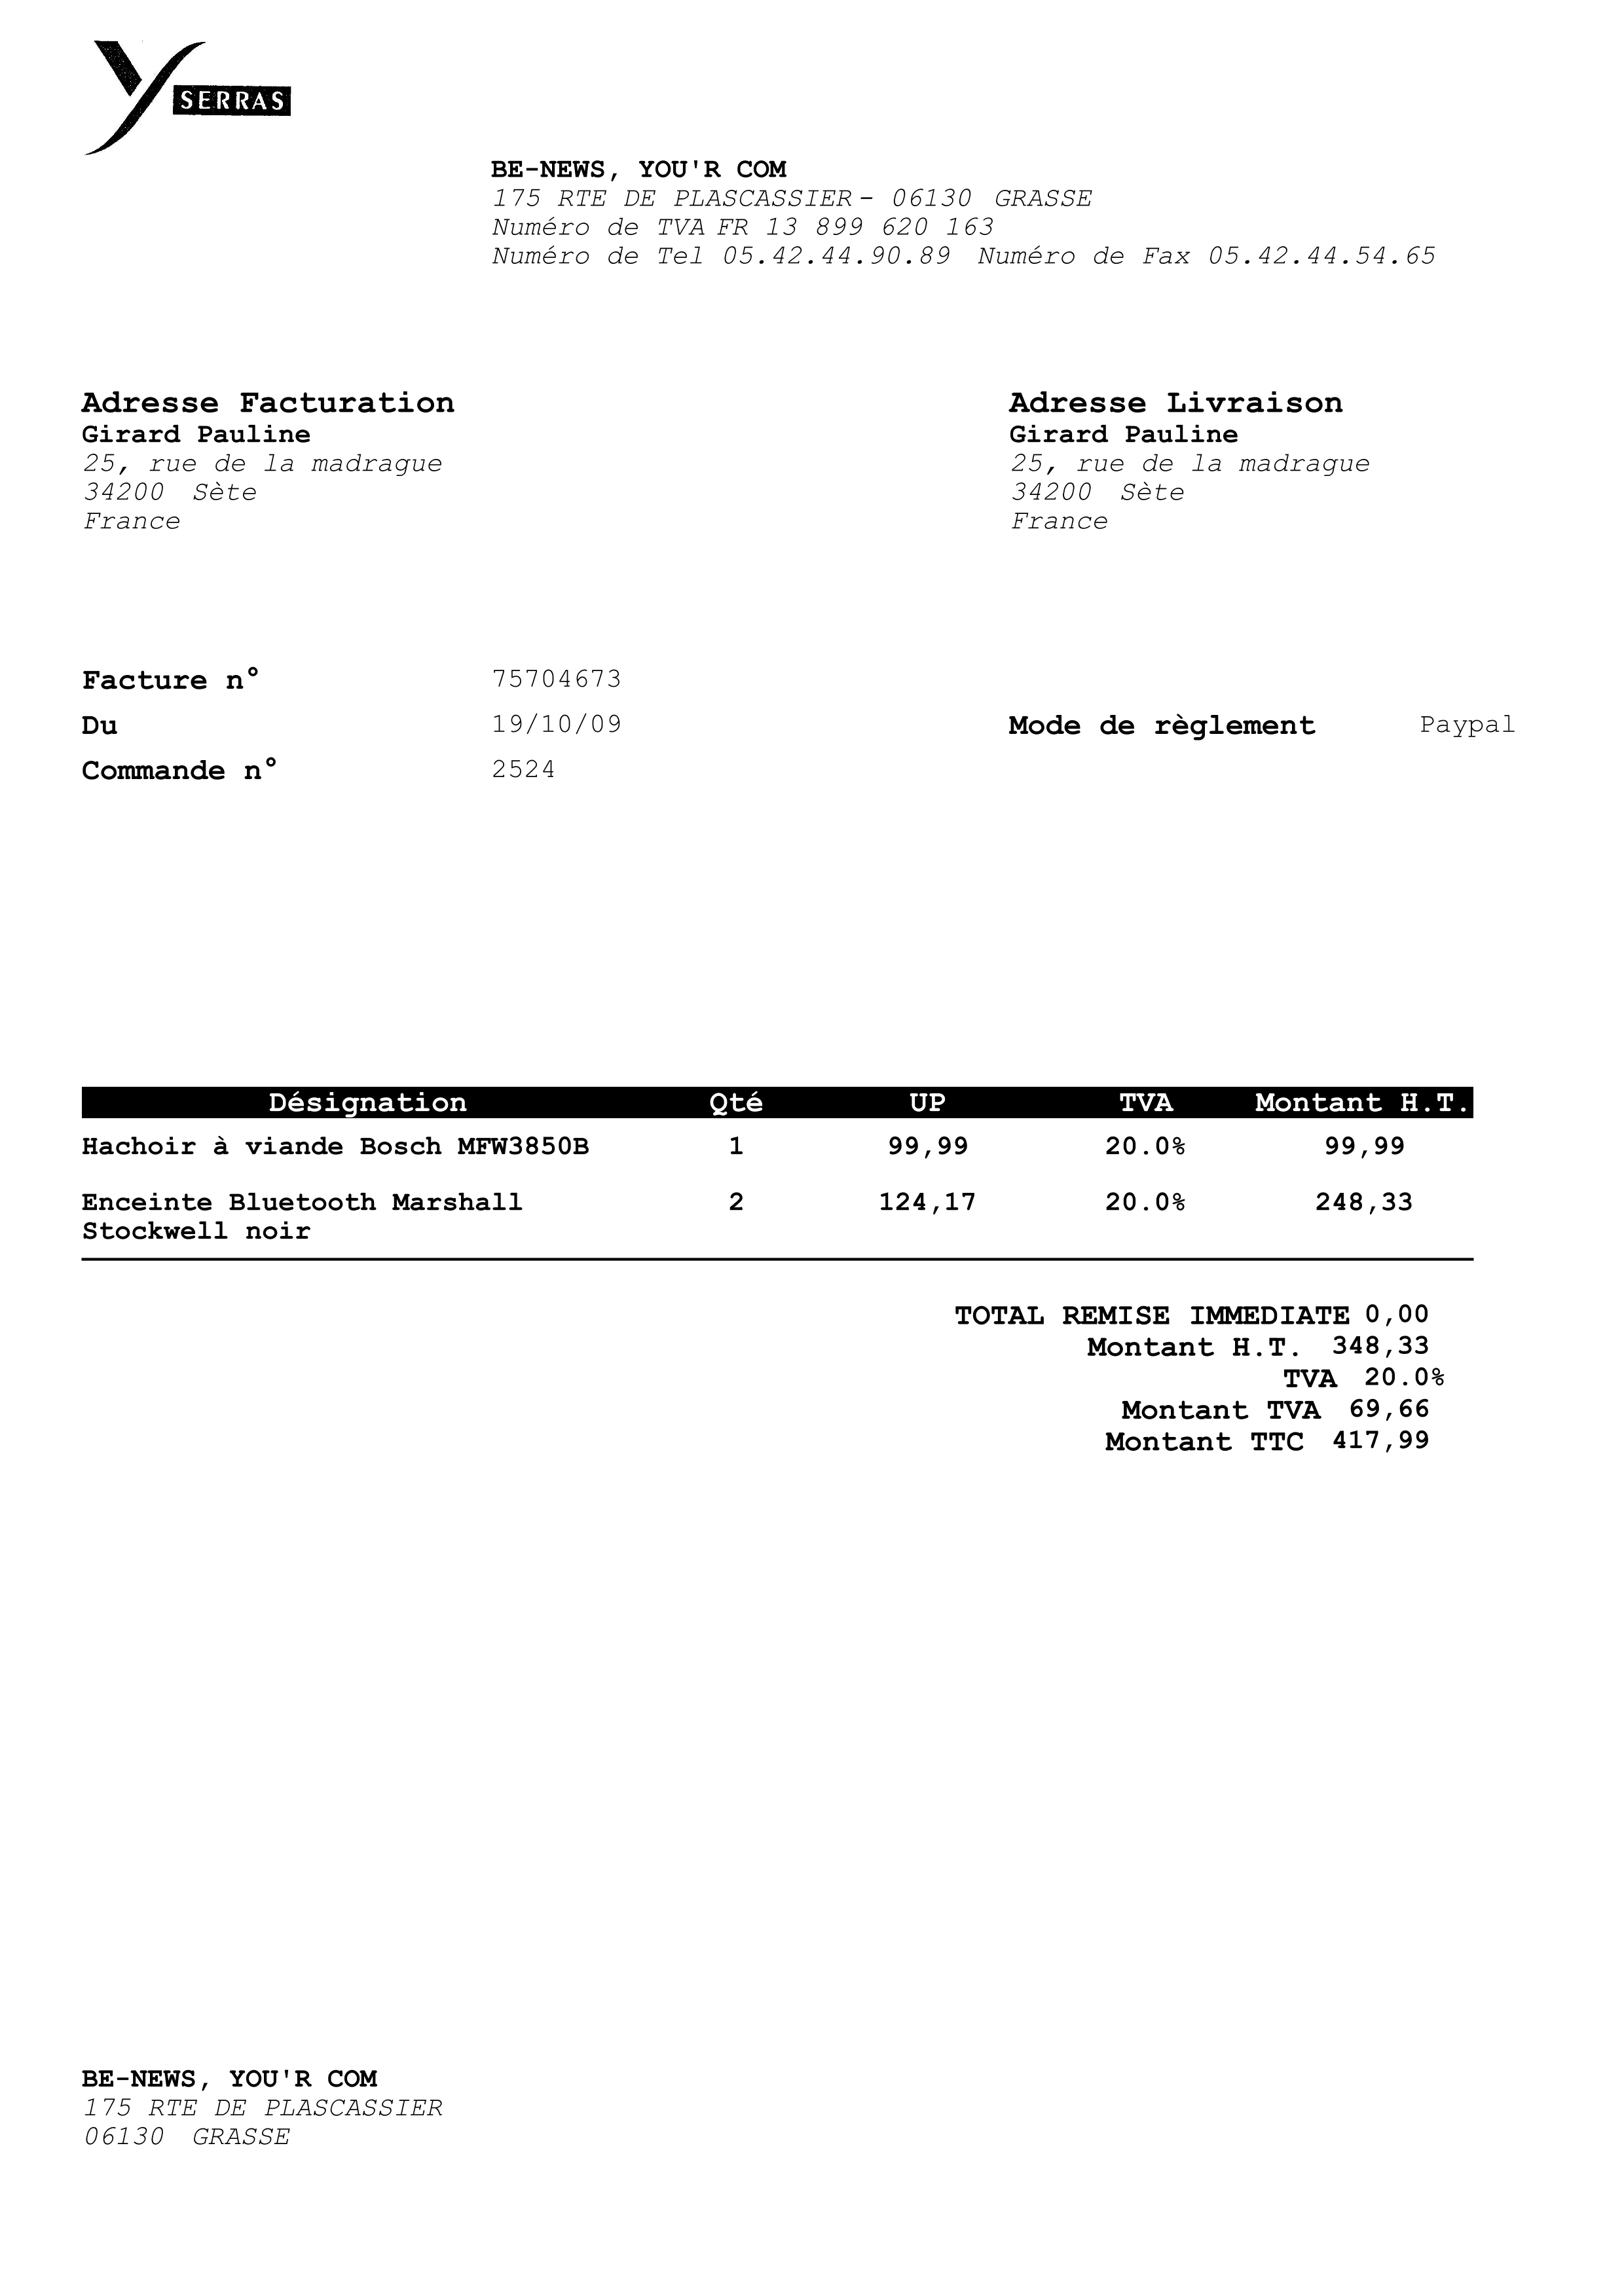 Y SERRAS
BE-NEWS, YOU'R COM
175 RTE DE PLASCASSIER - 06130 GRASSE
Numéro de TVA FR 13 899 620 163
Numéro de Tel 05.42.44.90.89 Numéro de Fax 05.42.44.54.65
Adresse Facturation
Girard Pauline
25, rue de la madrague
34200 Sète
France
Adresse Livraison
Girard Pauline
25, rue de la madrague
34200 Sète
France
Facture n° 75704673
Du 19/10/09 Mode de règlement Paypal
Commande n° 2524
Désignation Qté UP TVA Montant H.T.
Hachoir à viande Bosch MFW3850B 1 99,99 20.0% 99,99
Enceinte Bluetooth Marshall 2 124,17 20.0% 248,33
Stockwell noir
TOTAL REMISE IMMEDIATE 0,00
Montant H.T. 348,33
TVA 20.0%
Montant TVA 69,66
Montant TTC 417,99
BE-NEWS, YOU'R COM
175 RTE DE PLASCASSIER
06130 GRASSE